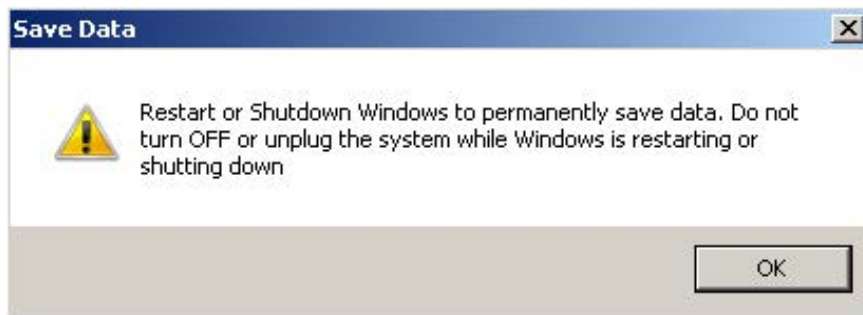 Save Data
Restart or Shutdown Windows to permanently save data. Do not
turn OFF or unplug the system while Windows is restarting or
shutting down
OK